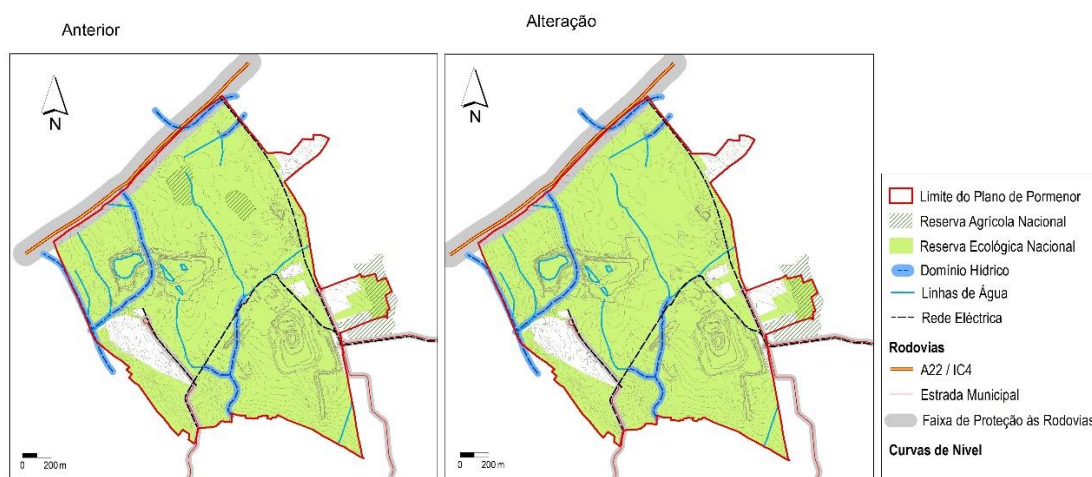 Anterior
Alteração
N
0 200 m
N
0 200 m
Limite do Plano de Pormenor
Reserva Agrícola Nacional
Reserva Ecológica Nacional
Domínio Hídrico
Linhas de Água
Rede Eléctrica
Rodovias
A22 / IC4
Estrada Municipal
Faixa de Proteção às Rodovias
Curvas de Nível